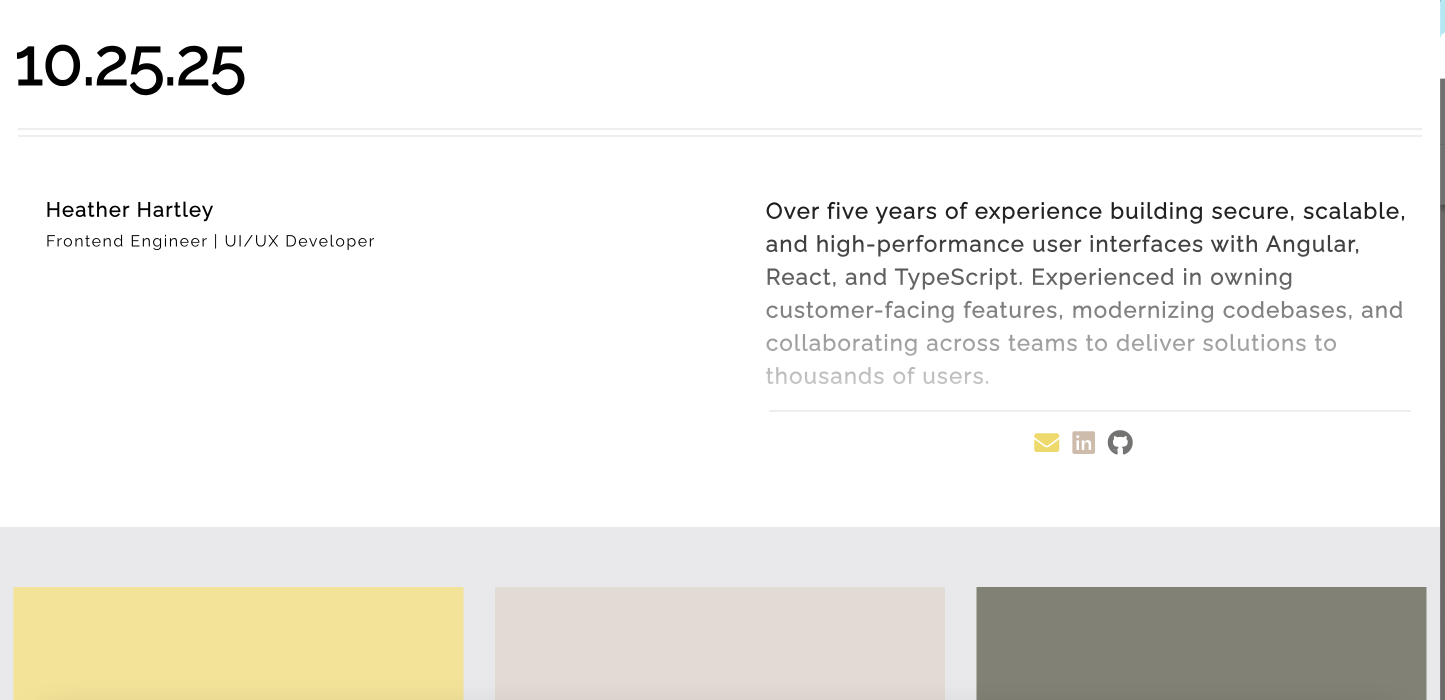 10.25.25
Heather Hartley
Frontend Engineer | UI/UX Developer
Over five years of experience building secure, scalable,
and high-performance user interfaces with Angular,
React, and TypeScript. Experienced in owning
customer-facing features, modernizing codebases, and
collaborating across teams to deliver solutions to
thousands of users.
in